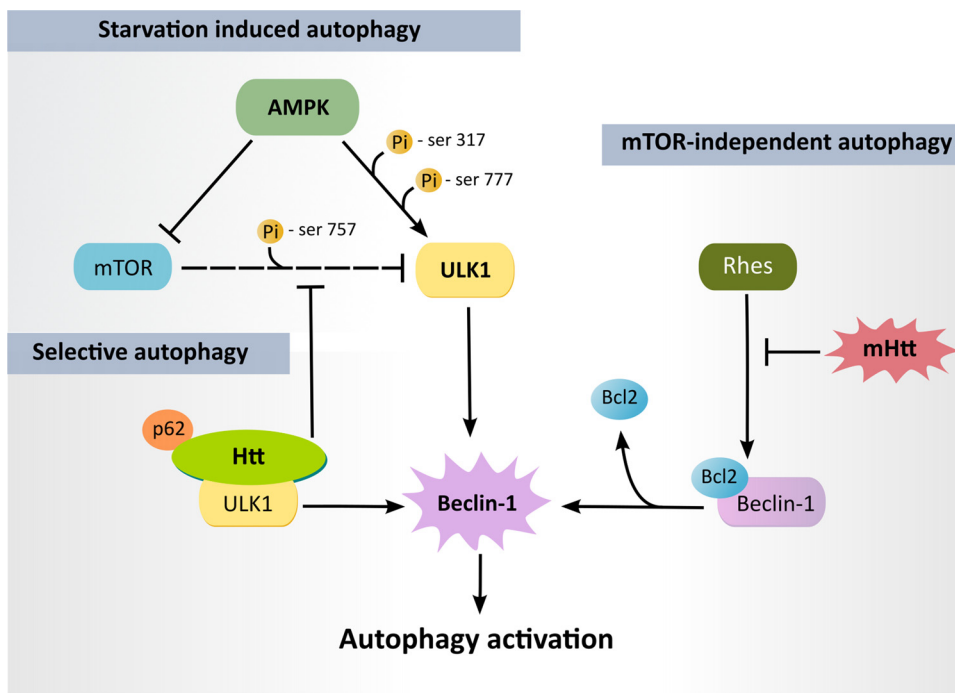 Starvation induced autophagy
AMPK
Pi - ser 317
Pi - ser 777
Pi - ser 757
mTOR
ULK1
Selective autophagy
p62
Htt
ULK1
Beclin-1
Autophagy activation
mTOR-independent autophagy
Rhes
mHtt
Bcl2
Bcl2
Beclin-1